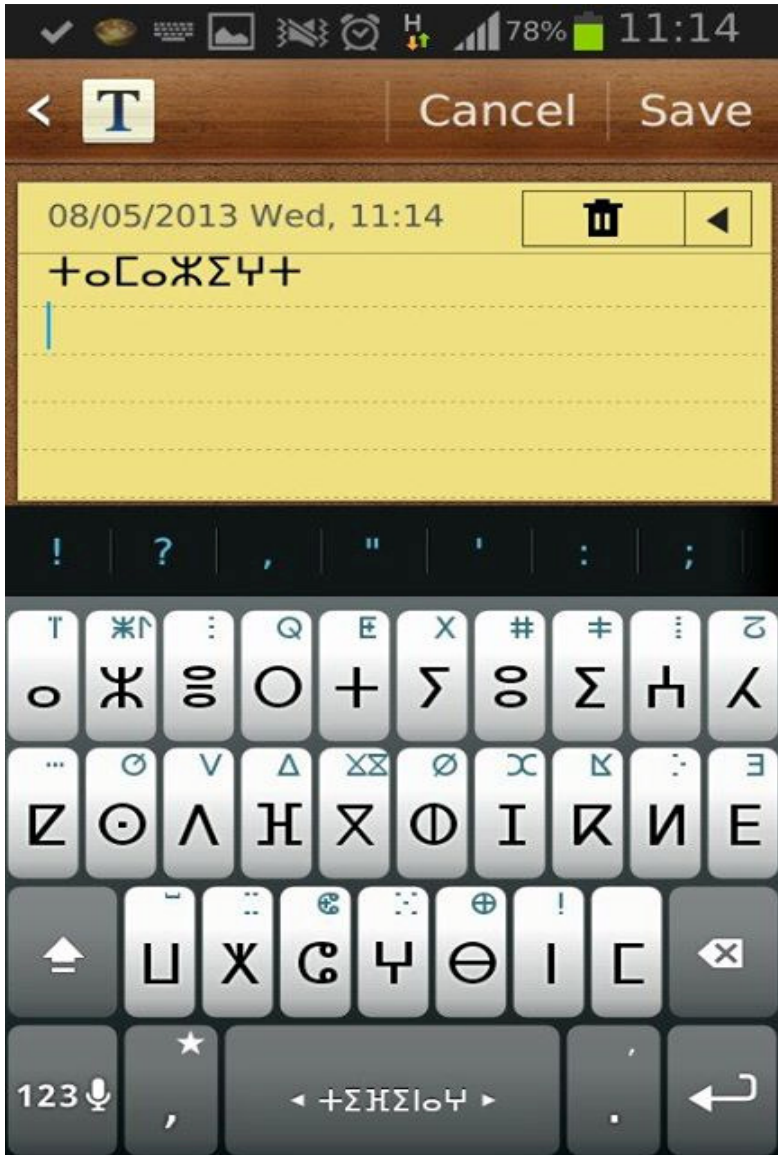 H 78% 11:14
T Cancel Save
08/05/2013 Wed, 11:14
ⵜⴰⵎⴰⵣⵉⵖⵜ
! ? , " ' : ;
ⴰ ⵣ ⴻ ⵔ ⵜ ⵢ ⵓ ⵉ ⵄ ⵃ
ⵇ ⵙ ⴷ ⴼ ⴳ ⵀ ⵊ ⴽ ⵍ ⴹ
ⵡ ⵅ ⵛ ⵖ ⴱ ⵏ ⵎ
123 , ⵜⵉⴼⵉⵏⴰⵖ .